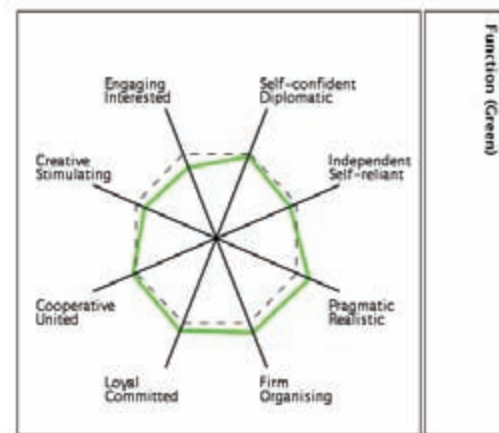 Engaging
Interested
Self-confident
Diplomatic
Creative
Stimulating
Independent
Self-reliant
Cooperative
United
Pragmatic
Realistic
Loyal
Committed
Firm
Organising
Function (Green)